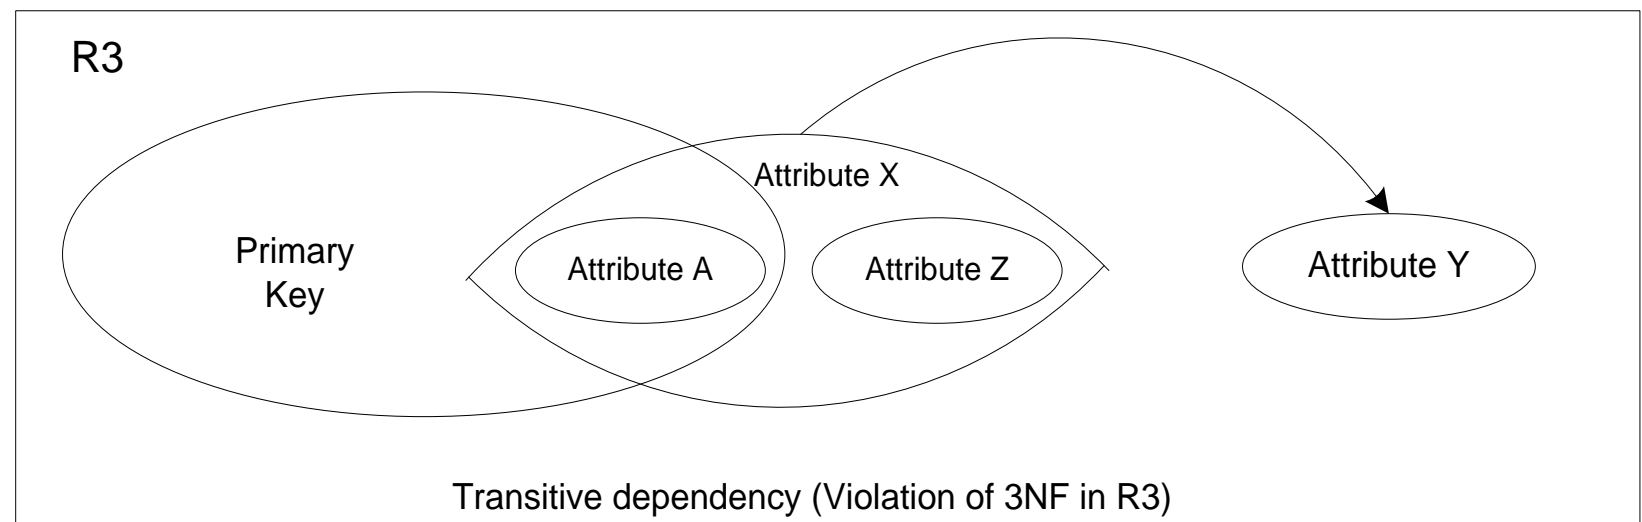 R3
Attribute X
Primary
Key
Attribute A
Attribute Z
Attribute Y
Transitive dependency (Violation of 3NF in R3)